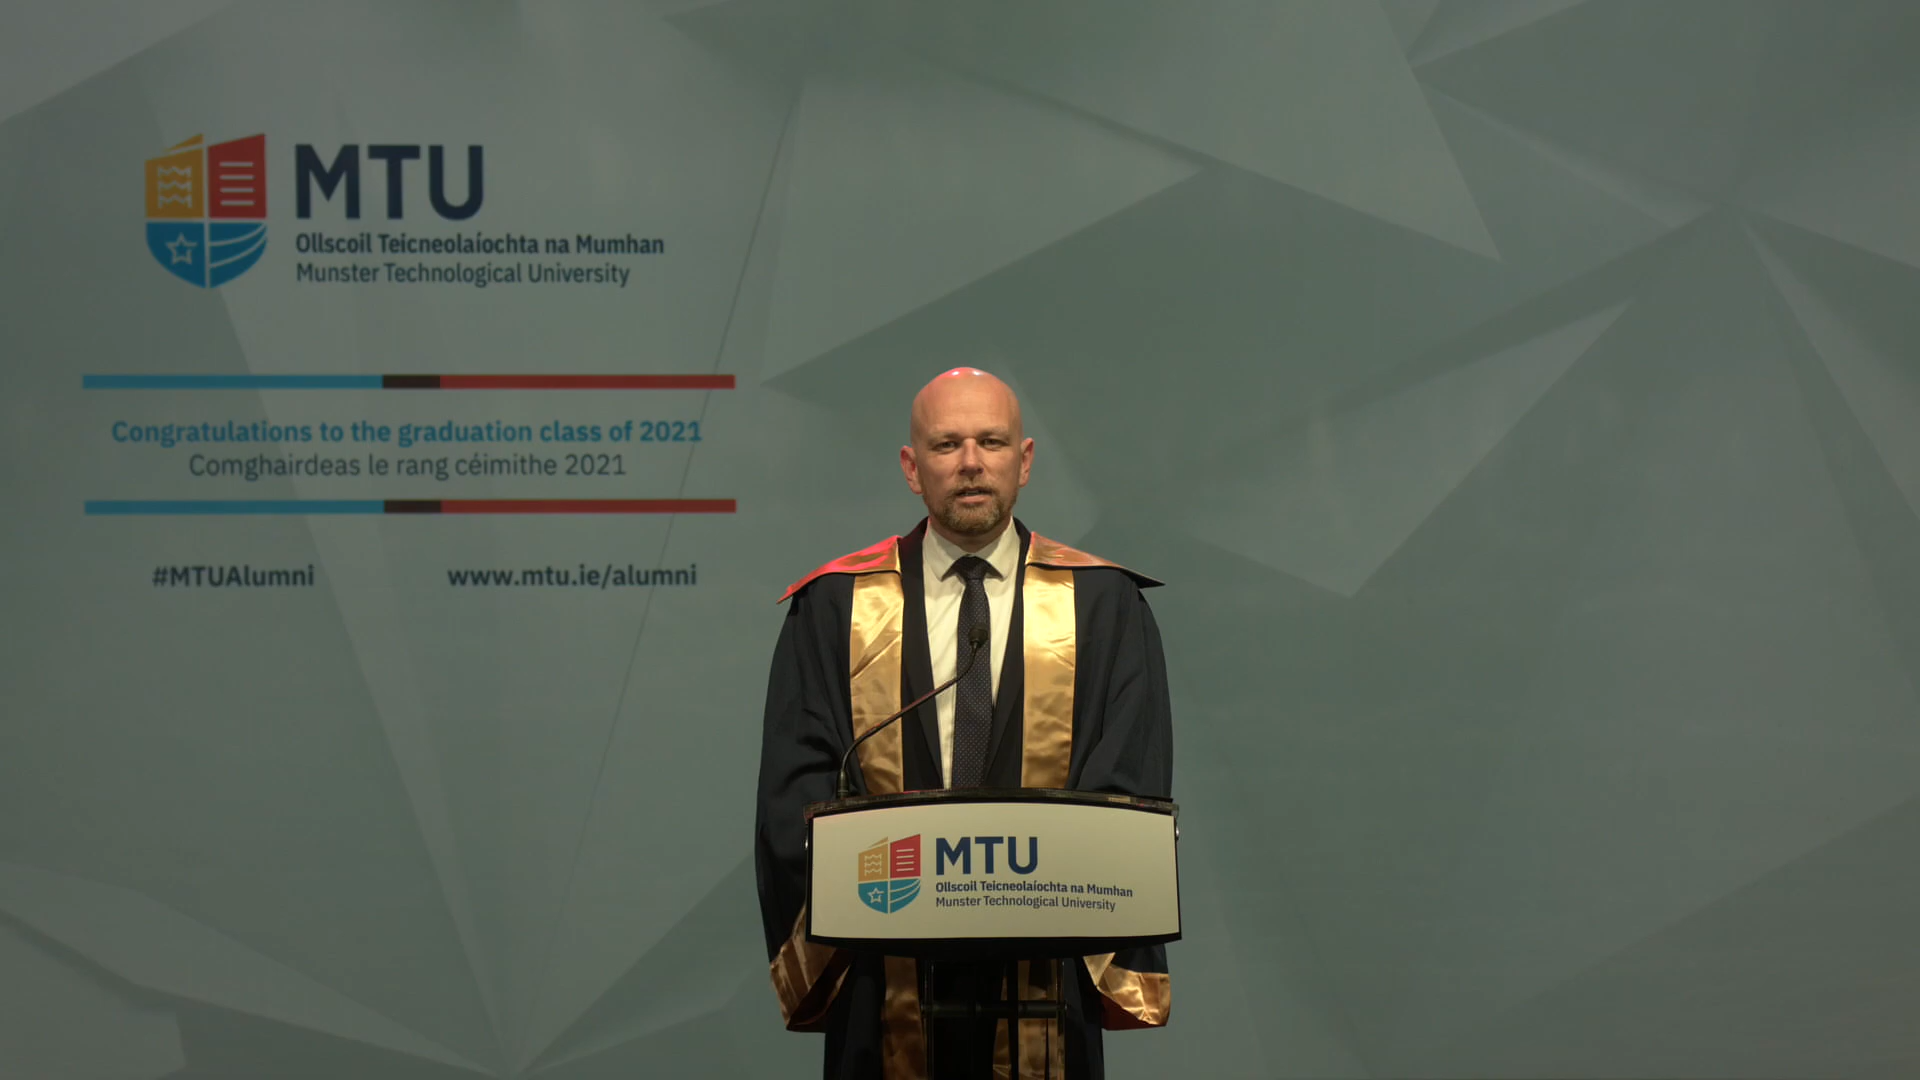 MTU
Ollscoil Teicneolaíochta na Mumhan
Munster Technological University
Congratulations to the graduation class of 2021
Comghairdeas le rang céimithe 2021
#MTUAlumni
www.mtu.ie/alumni
MTU
Ollscoil Teicneolaíochta na Mumhan
Munster Technological University